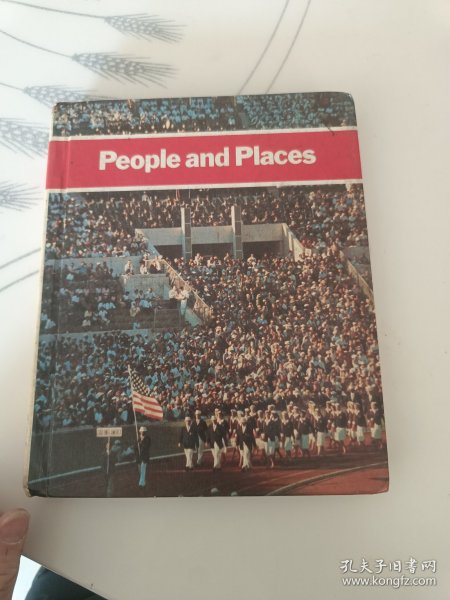 People and Places
孔夫子旧书网
www.kongfz.com